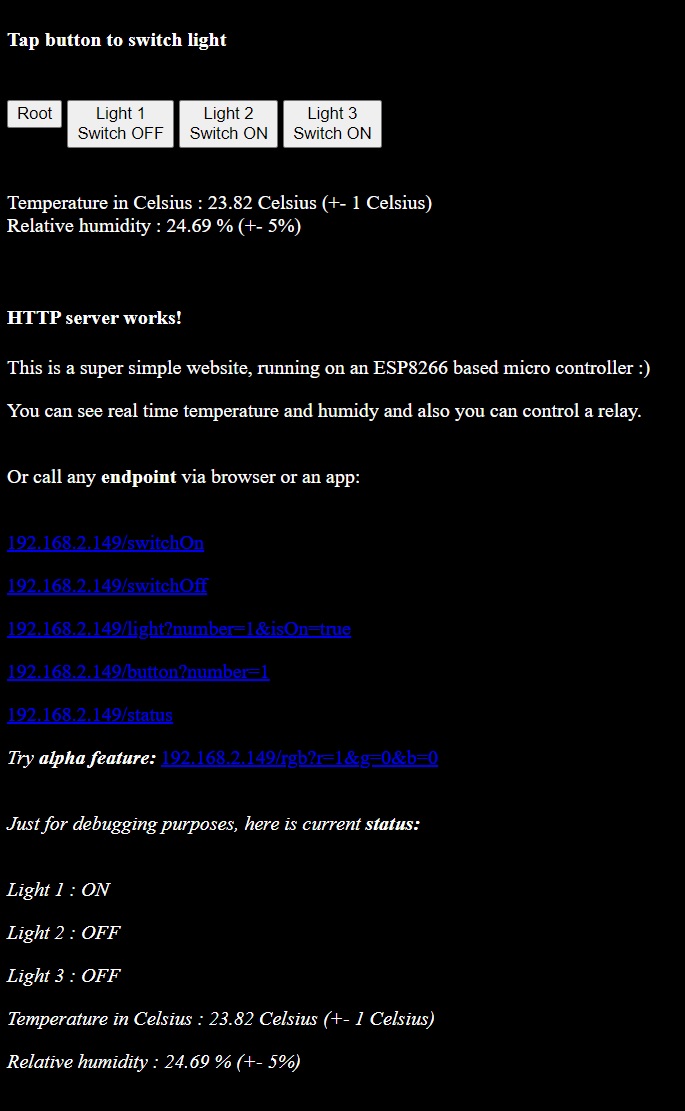 Tap button to switch light
Root
Light 1
Switch OFF
Light 2
Switch ON
Light 3
Switch ON
Temperature in Celsius : 23.82 Celsius (+- 1 Celsius)
Relative humidity : 24.69 % (+- 5%)
HTTP server works!
This is a super simple website, running on an ESP8266 based micro controller :)
You can see real time temperature and humidy and also you can control a relay.
Or call any endpoint via browser or an app:
192.168.2.149/switchOn
192.168.2.149/switchOff
192.168.2.149/light?number=1&isOn=true
192.168.2.149/button?number=1
192.168.2.149/status
Try alpha feature: 192.168.2.149/rgb?r=1&g=0&b=0
Just for debugging purposes, here is current status:
Light 1 : ON
Light 2 : OFF
Light 3 : OFF
Temperature in Celsius : 23.82 Celsius (+- 1 Celsius)
Relative humidity : 24.69 % (+- 5%)